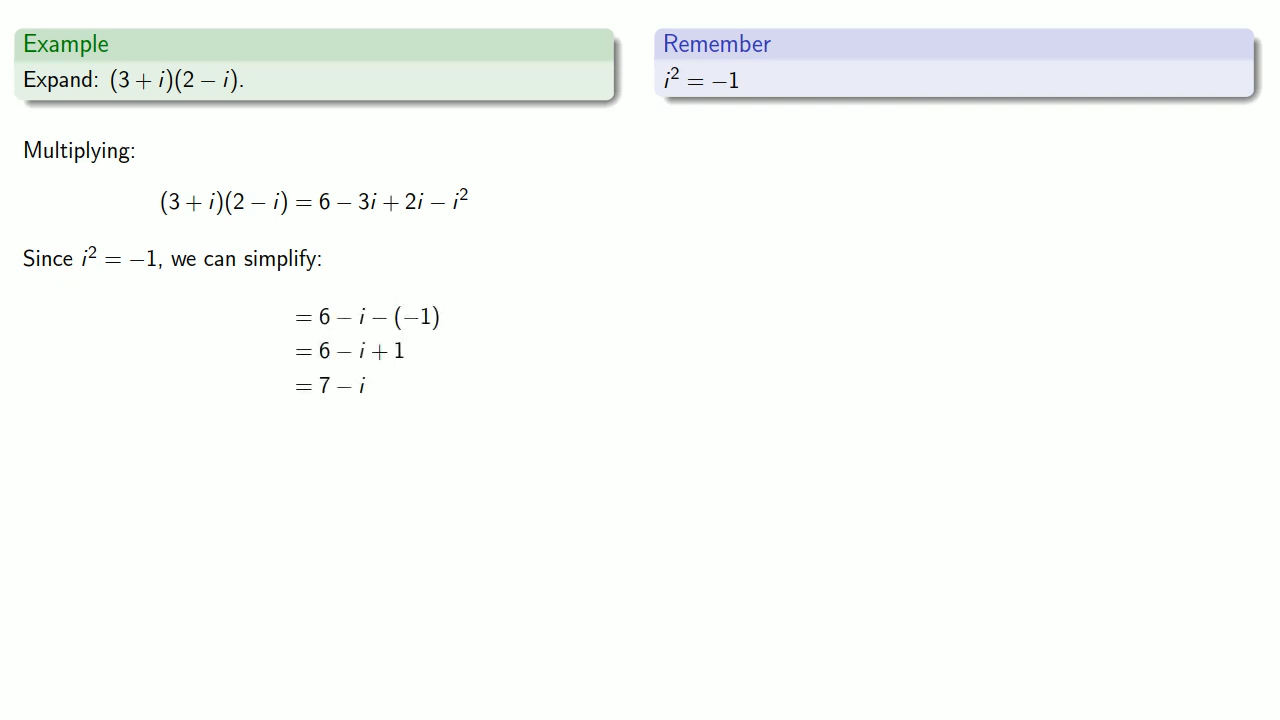 Example
Expand: (3 + i)(2 − i).
Remember
i² = −1
Multiplying:
(3 + i)(2 − i) = 6 − 3i + 2i − i²
Since i² = −1, we can simplify:
= 6 − i − (−1)
= 6 − i + 1
= 7 − i